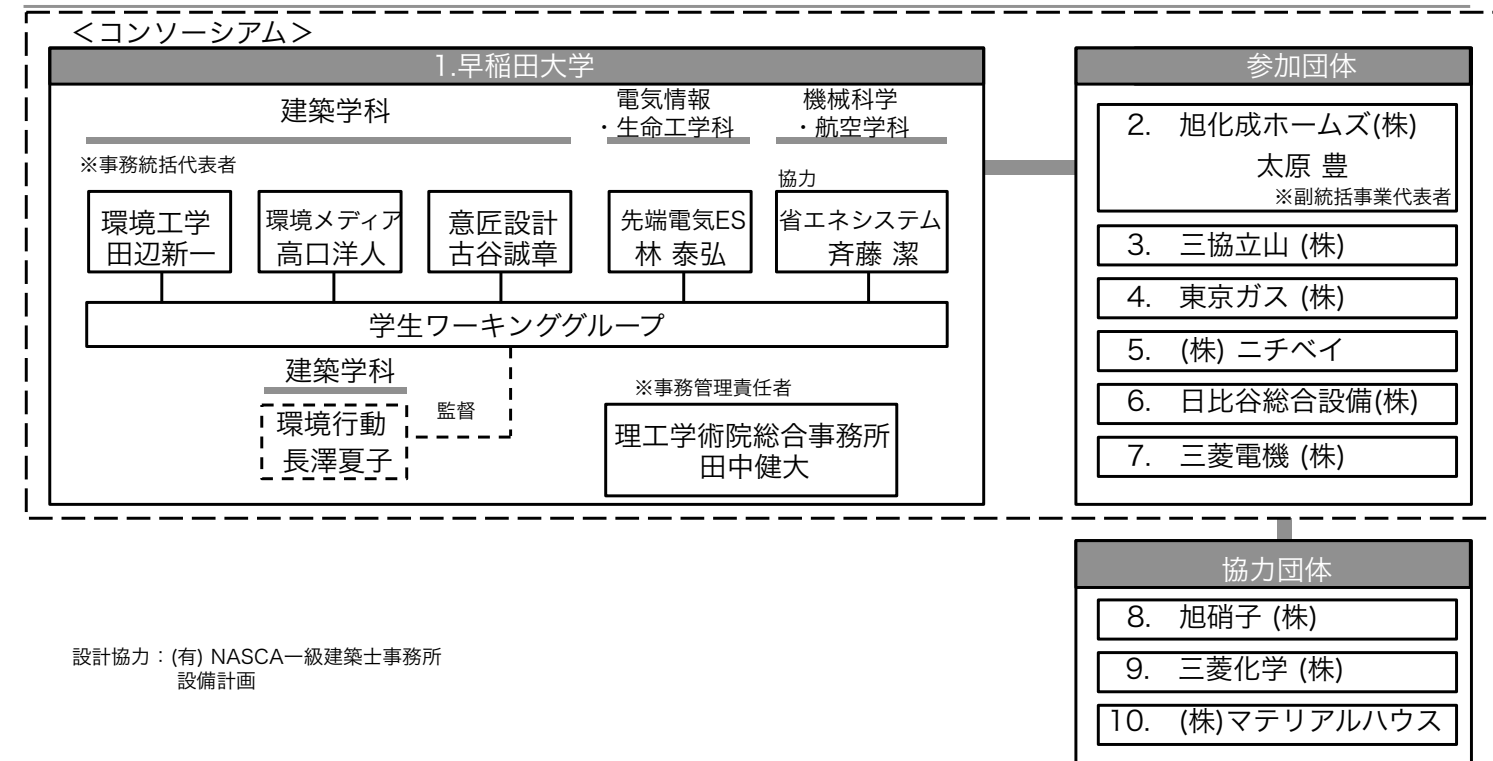 ＜コンソーシアム＞
1.早稲田大学
建築学科
電気情報
・生命工学科
機械科学
・航空学科
※事務統括代表者
協力
環境工学
田辺新一
環境メディア
高口洋人
意匠設計
古谷誠章
先端電気ES
林 泰弘
省エネシステム
斉藤 潔
学生ワーキンググループ
建築学科
環境行動
長澤夏子
監督
※事務管理責任者
理工学術院総合事務所
田中健大
参加団体
2. 旭化成ホームズ(株)
太原 豊
※副統括事業代表者
3. 三協立山 (株)
4. 東京ガス (株)
5. (株) ニチベイ
6. 日比谷総合設備(株)
7. 三菱電機 (株)
協力団体
8. 旭硝子 (株)
9. 三菱化学 (株)
10. (株)マテリアルハウス
設計協力：(有) NASCA一級建築士事務所
設備計画